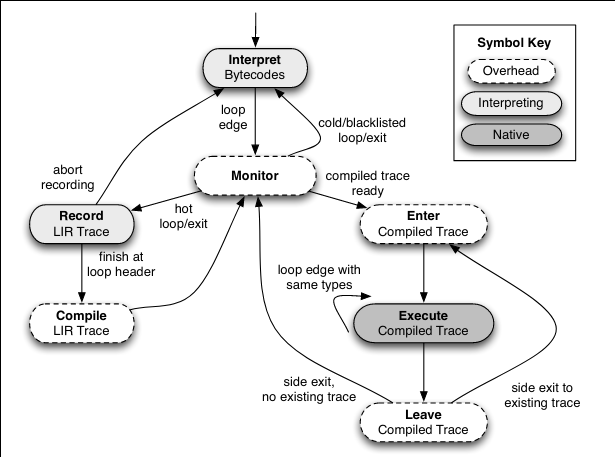 Symbol Key
Overhead
Interpreting
Native
Interpret
Bytecodes
loop
edge
cold/blacklisted
loop/exit
abort
recording
Monitor
compiled trace
ready
hot
loop/exit
Record
LIR Trace
Enter
Compiled Trace
finish at
loop header
loop edge with
same types
Compile
LIR Trace
Execute
Compiled Trace
side exit,
no existing trace
side exit to
existing trace
Leave
Compiled Trace